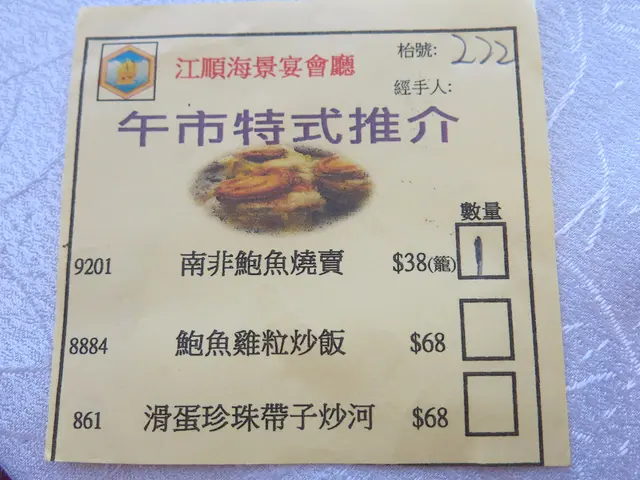 江順海景宴會廳
枱號: 222
經手人:
午市特式推介
數量
9201 南非鮑魚燒賣 $38(籠) 1
8884 鮑魚雞粒炒飯 $68
861 滑蛋珍珠帶子炒河 $68